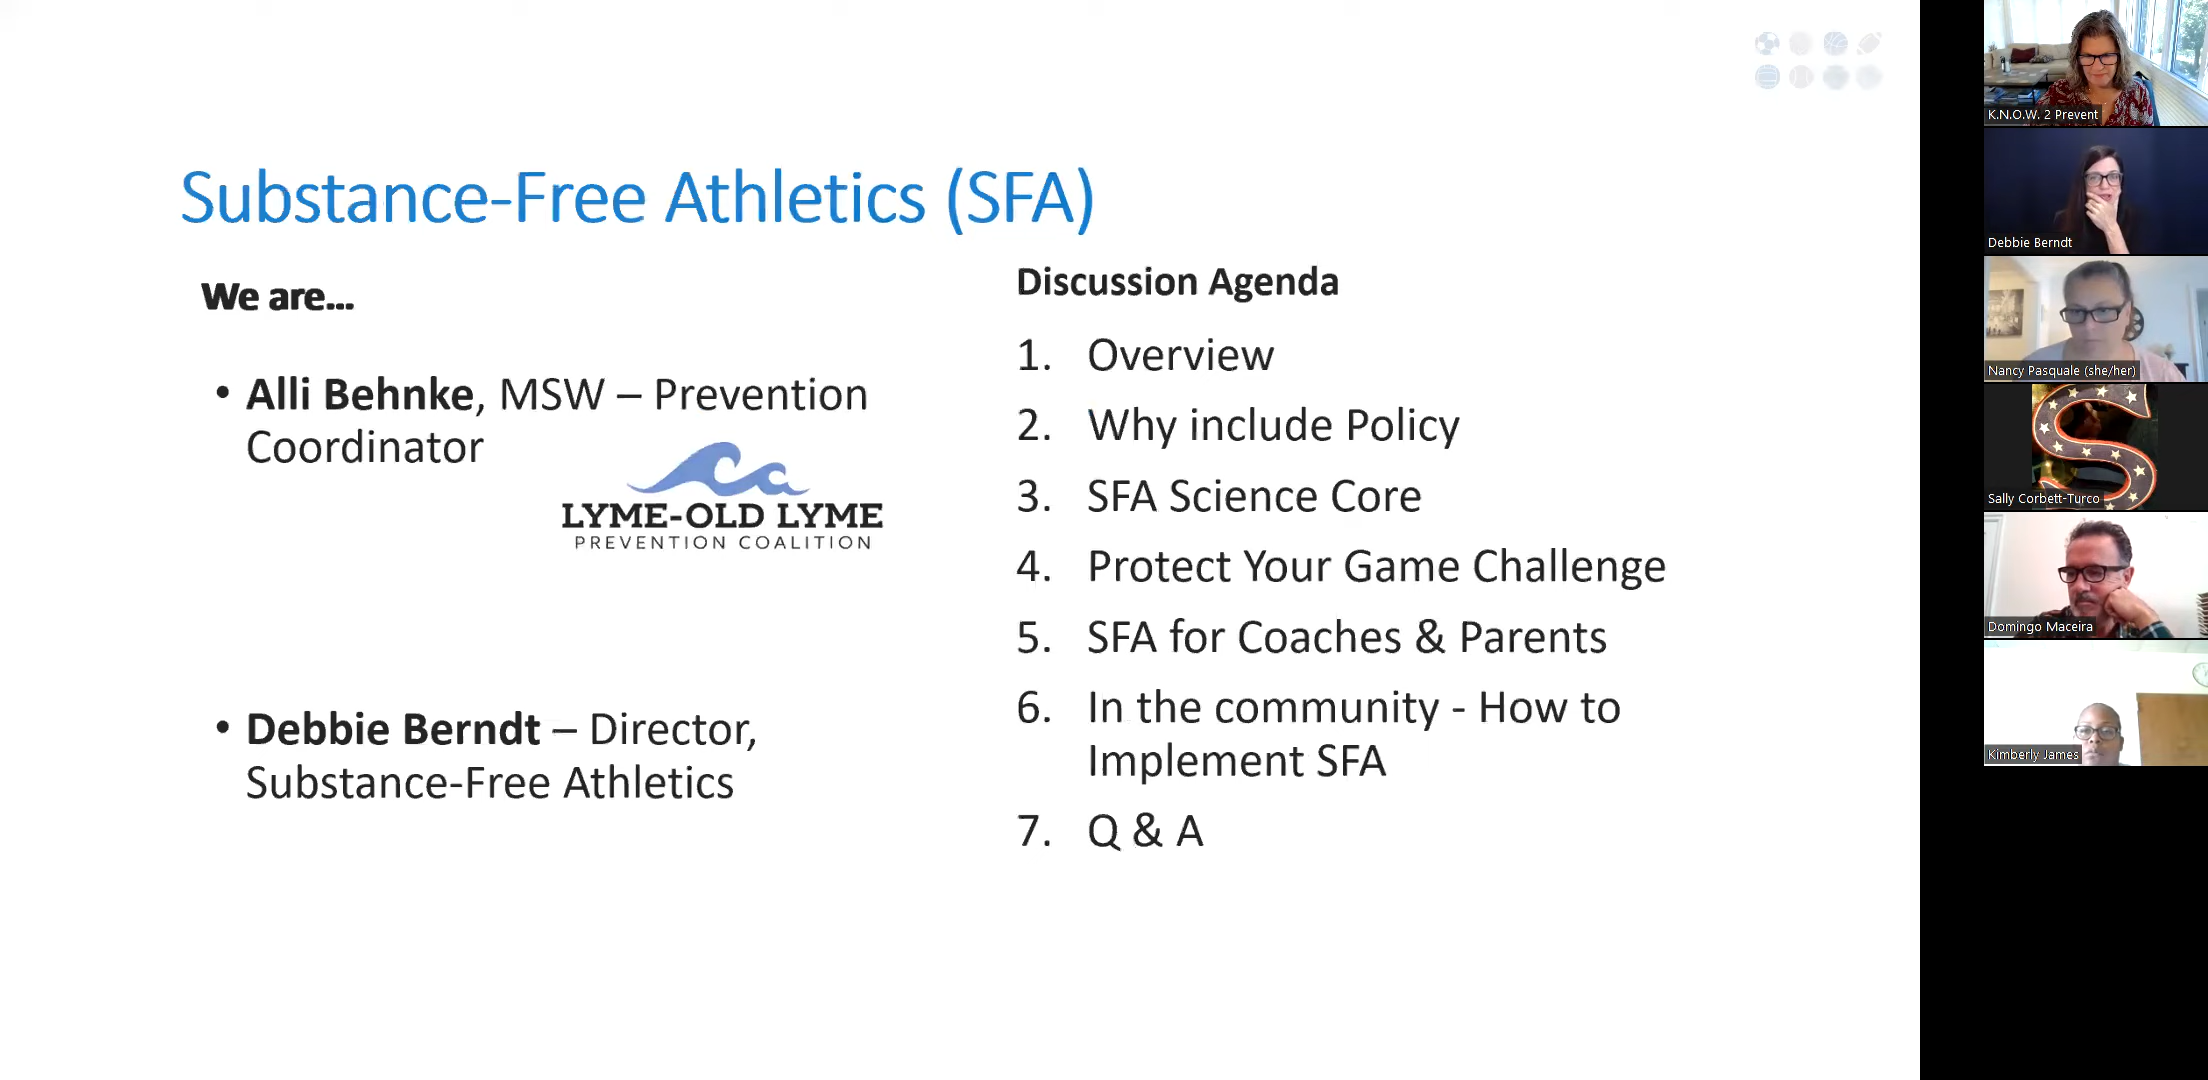 Substance-Free Athletics (SFA)
We are...
• Alli Behnke, MSW – Prevention
Coordinator
LYME-OLD LYME
PREVENTION COALITION
• Debbie Berndt – Director,
Substance-Free Athletics
Discussion Agenda
1. Overview
2. Why include Policy
3. SFA Science Core
4. Protect Your Game Challenge
5. SFA for Coaches & Parents
6. In the community - How to
Implement SFA
7. Q & A
K.N.O.W. 2 Prevent
Debbie Berndt
Nancy Pasquale (she/her)
Sally Corbett-Turco
Domingo Maceira
Kimberly James